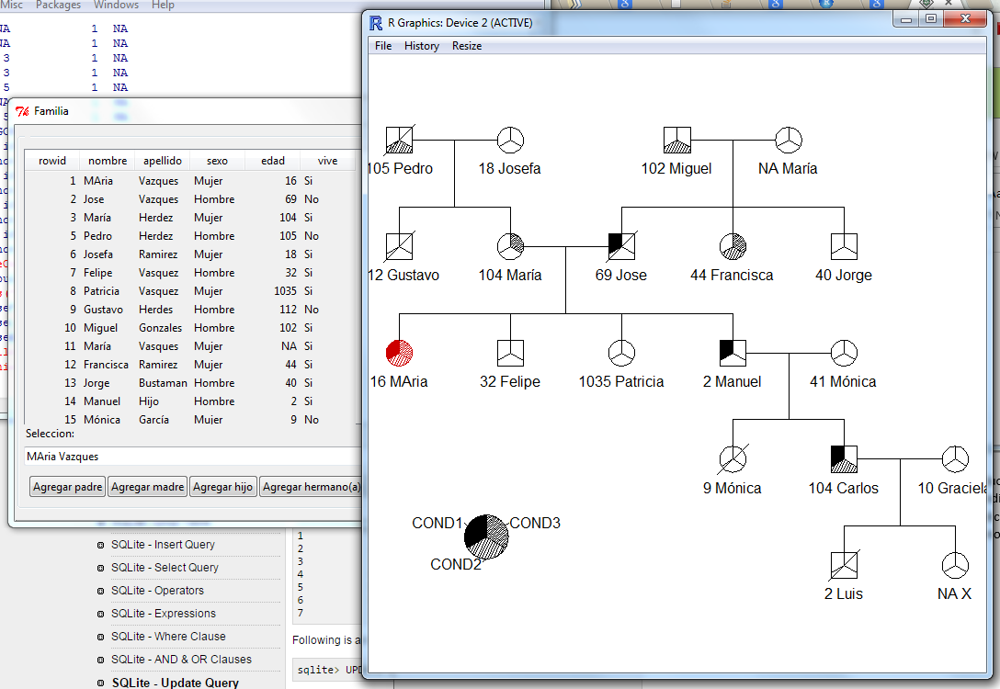 Misc Packages Windows Help
NA 1 NA
NA 1 NA
3 1 NA
3 1 NA
5 1 NA
Familia
rowid nombre apellido sexo edad vive
1 MAria Vazques Mujer 16 Si
2 Jose Vazques Hombre 69 No
3 María Herdez Mujer 104 Si
5 Pedro Herdez Hombre 105 No
6 Josefa Ramirez Mujer 18 Si
7 Felipe Vasquez Hombre 32 Si
8 Patricia Vasquez Mujer 1035 Si
9 Gustavo Herdes Hombre 112 No
10 Miguel Gonzales Hombre 102 Si
11 María Vasques Mujer NA Si
12 Francisca Ramirez Mujer 44 Si
13 Jorge Bustaman Hombre 40 Si
14 Manuel Hijo Hombre 2 Si
15 Mónica García Mujer 9 No
Seleccion:
MAria Vazques
Agregar padre Agregar madre Agregar hijo Agregar hermano(a)
SQLite - Insert Query
SQLite - Select Query
SQLite - Operators
SQLite - Expressions
SQLite - Where Clause
SQLite - AND & OR Clauses
SQLite - Update Query
1
2
3
4
5
6
7
Following is a
sqlite> UPD
R Graphics: Device 2 (ACTIVE)
File History Resize
105 Pedro 18 Josefa 102 Miguel NA María
12 Gustavo 104 María 69 Jose 44 Francisca 40 Jorge
16 MAria 32 Felipe 1035 Patricia 2 Manuel 41 Mónica
9 Mónica 104 Carlos 10 Graciela
COND1 COND3
COND2
2 Luis NA X